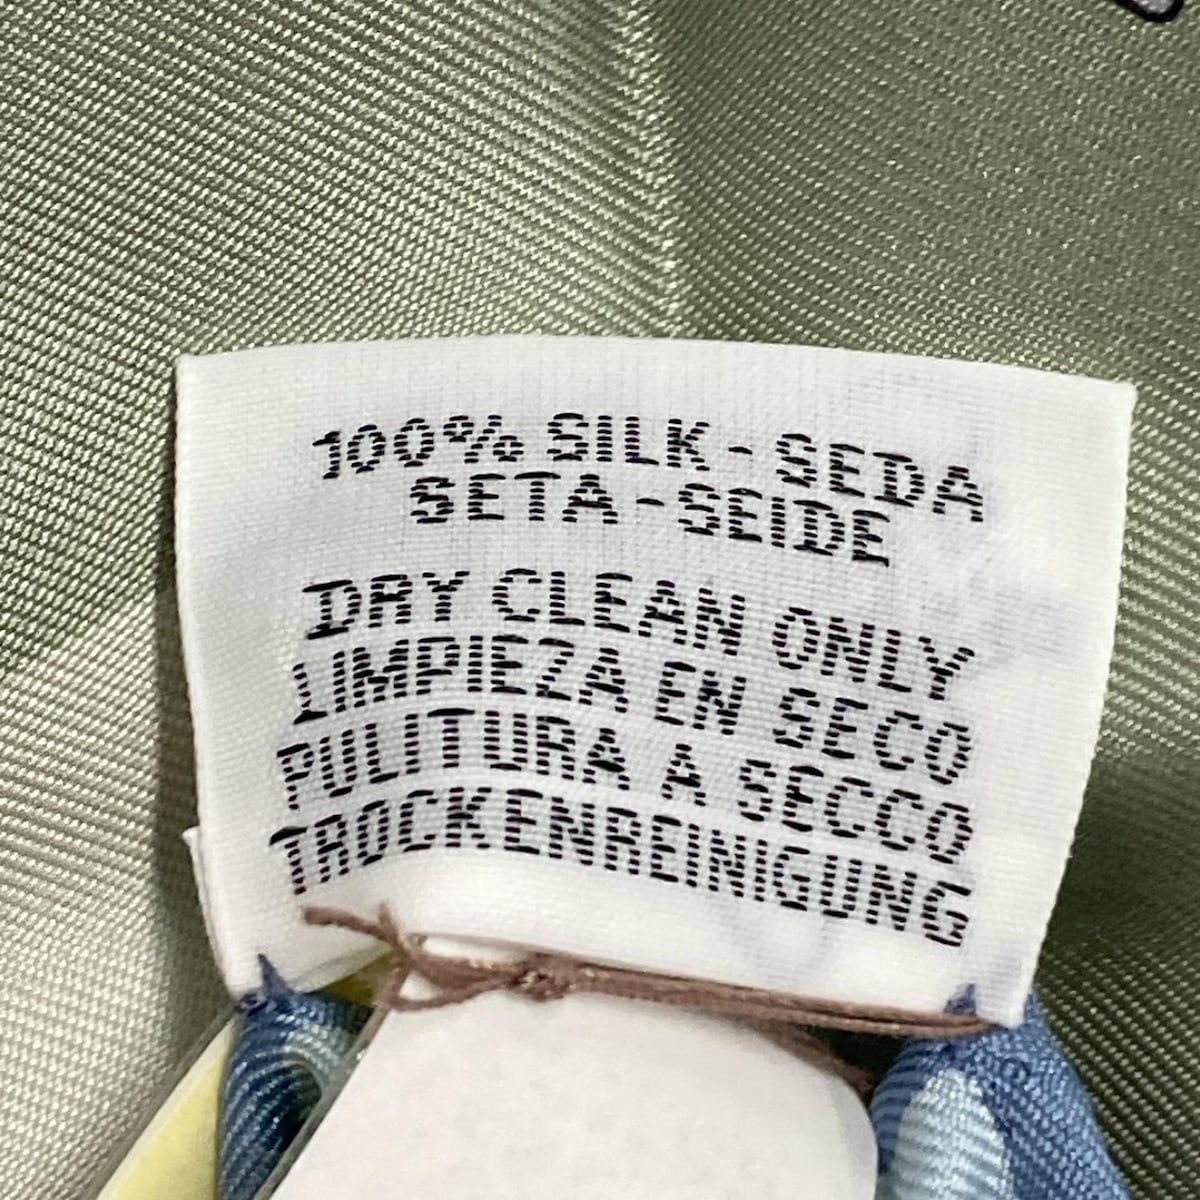 100% SILK - SEDA
SETA - SEIDE
DRY CLEAN ONLY
LIMPIEZA EN SECO
PULITURA A SECCO
TROCKENREINIGUNG